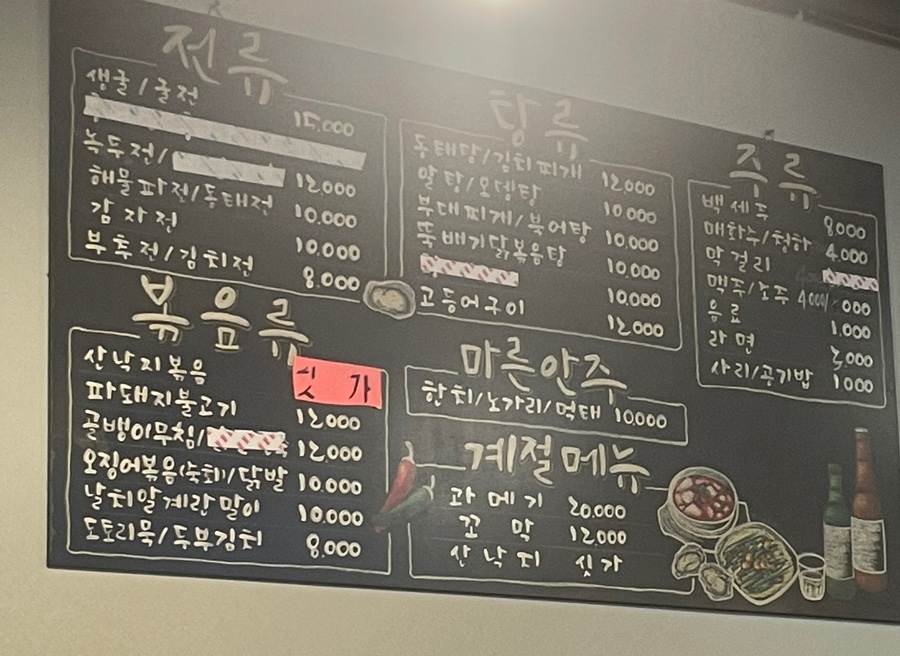 전류
생굴/굴전
15,000
녹두전/
12,000
해물파전/동태전 10,000
감자전 10,000
부추전/김치전 8,000
볶음류
산낙지볶음 싯가
파돼지불고기 12,000
골뱅이무침/ 12,000
오징어볶음(숙회)/닭발 10,000
날치알계란말이 10,000
도토리묵/두부김치 8,000
탕류
동태탕/김치찌개 12,000
알탕/오뎅탕 10,000
부대찌개/북어탕 10,000
뚝배기닭볶음탕 10,000
10,000
고등어구이 12,000
마른안주
한치/노가리/먹태 10,000
계절메뉴
과메기 20,000
꼬막 12,000
산낙지 싯가
주류
백세주 8000
매화수/청하 4,000
막걸리
맥주/소주 4000/ 000
음료 1,000
라면 3,000
사리/공기밥 1000